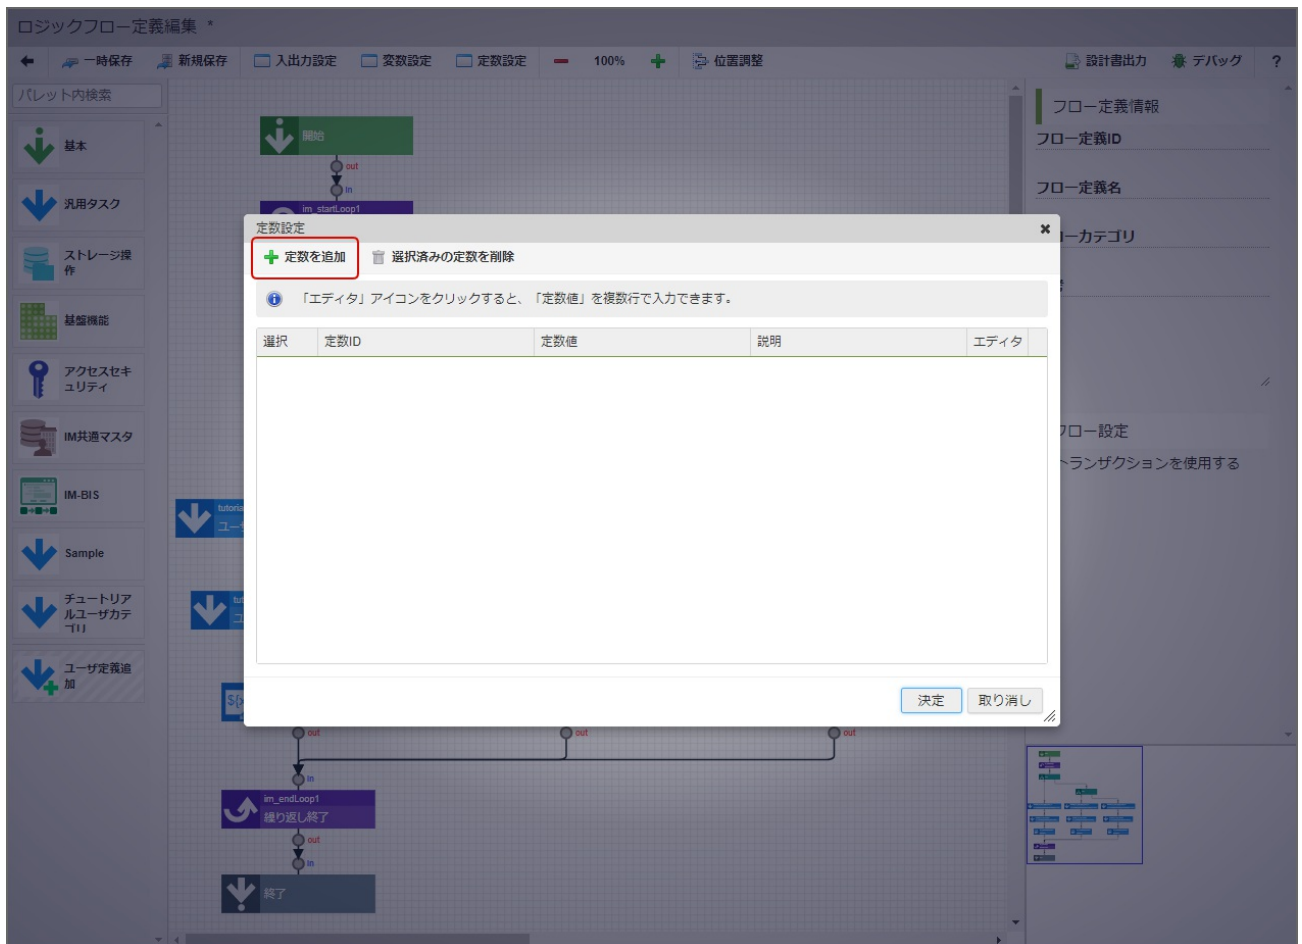 ロジックフロー定義編集 *
一時保存 新規保存 入出力設定 変数設定 定数設定 100% 位置調整 設計書出力 デバッグ ?
パレット内検索
基本
汎用タスク
ストレージ操
作
基盤機能
アクセスセキ
ュリティ
IM共通マスタ
IM-BIS
Sample
チュートリア
ルユーザカテ
ゴリ
ユーザ定義追
加
開始
out
in
im_startLoop1
定数設定
定数を追加 選択済みの定数を削除
「エディタ」アイコンをクリックすると、「定数値」を複数行で入力できます。
選択 定数ID 定数値 説明 エディタ
決定 取り消し
tutoria
ユー
tut
out out out
in
im_endLoop1
繰り返し終了
out
in
終了
フロー定義情報
フロー定義ID
フロー定義名
ーカテゴリ
フロー設定
トランザクションを使用する